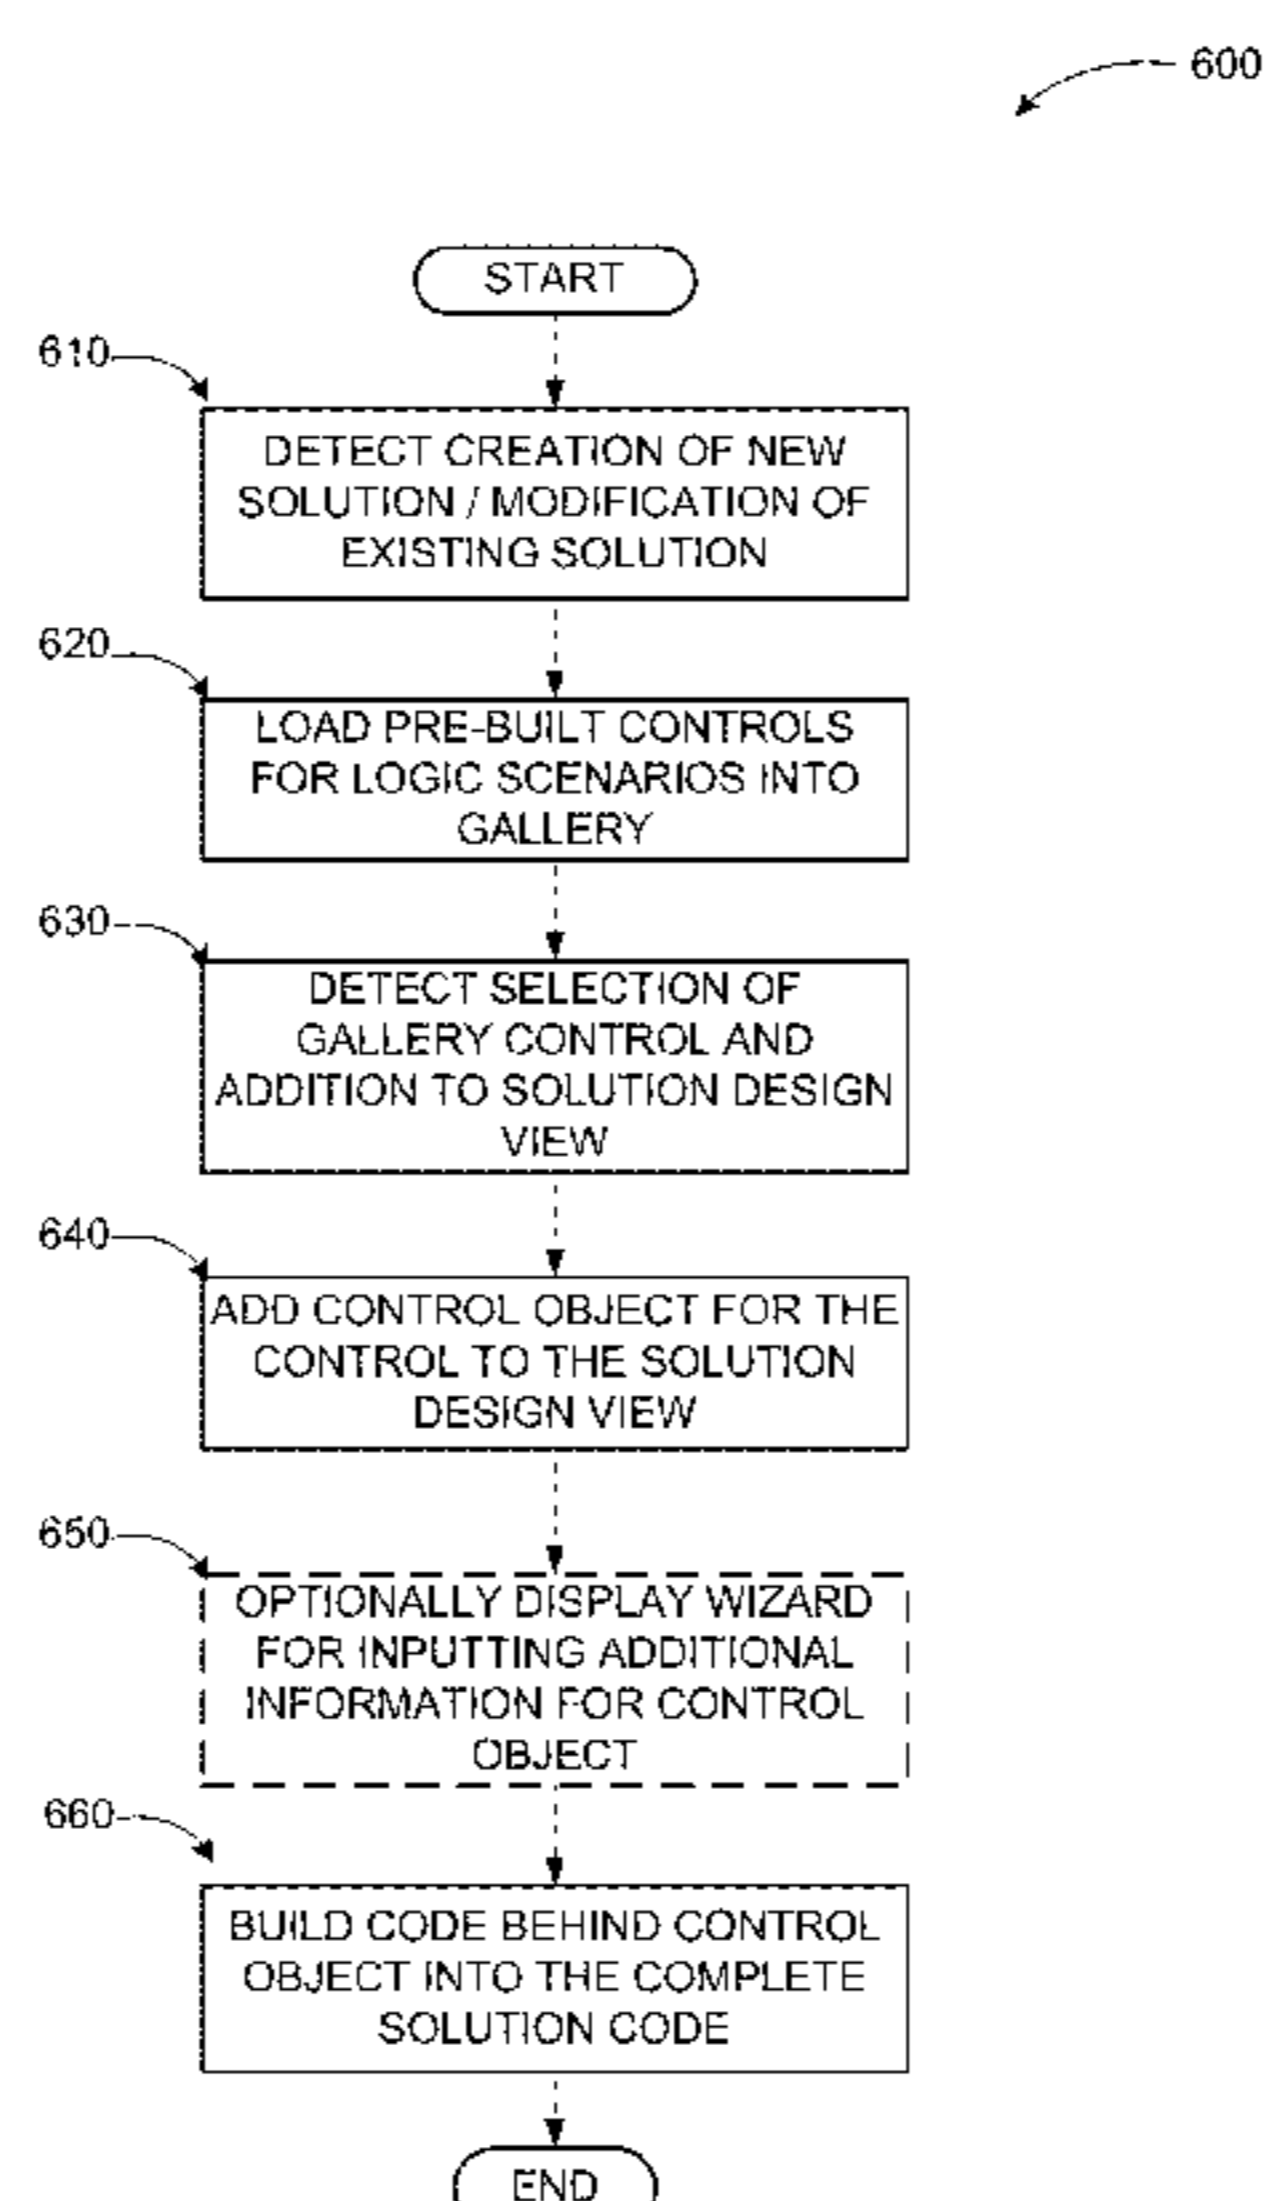 600
START
610
DETECT CREATION OF NEW
SOLUTION / MODIFICATION OF
EXISTING SOLUTION
620
LOAD PRE-BUILT CONTROLS
FOR LOGIC SCENARIOS INTO
GALLERY
630
DETECT SELECTION OF
GALLERY CONTROL AND
ADDITION TO SOLUTION DESIGN
VIEW
640
ADD CONTROL OBJECT FOR THE
CONTROL TO THE SOLUTION
DESIGN VIEW
650
OPTIONALLY DISPLAY WIZARD
FOR INPUTTING ADDITIONAL
INFORMATION FOR CONTROL
OBJECT
660
BUILD CODE BEHIND CONTROL
OBJECT INTO THE COMPLETE
SOLUTION CODE
END